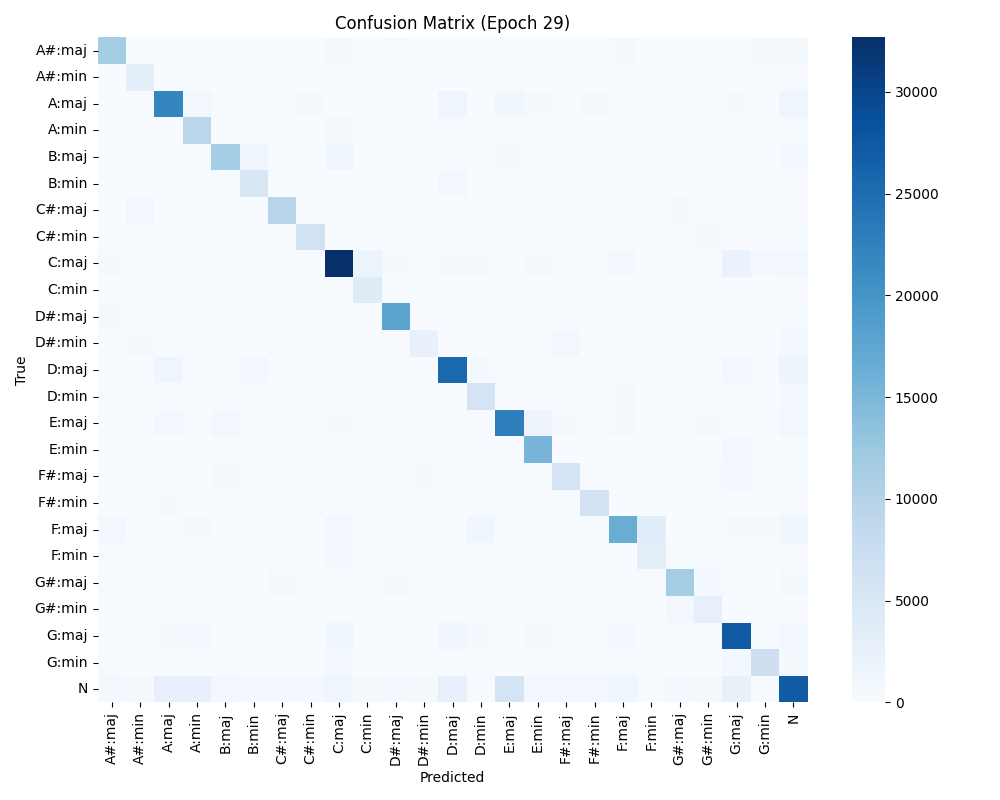 Confusion Matrix (Epoch 29)
A#:maj
A#:min
A:maj
A:min
B:maj
B:min
C#:maj
C#:min
C:maj
C:min
D#:maj
D#:min
D:maj
D:min
E:maj
E:min
F#:maj
F#:min
F:maj
F:min
G#:maj
G#:min
G:maj
G:min
N
True
A#:maj
A#:min
A:maj
A:min
B:maj
B:min
C#:maj
C#:min
C:maj
C:min
D#:maj
D#:min
D:maj
D:min
E:maj
E:min
F#:maj
F#:min
F:maj
F:min
G#:maj
G#:min
G:maj
G:min
N
Predicted
30000
25000
20000
15000
10000
5000
0